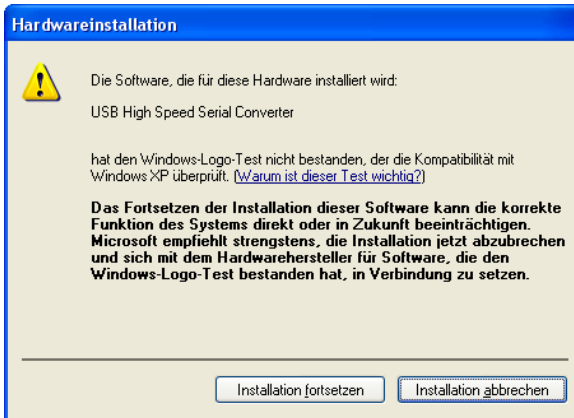 Hardwareinstallation
Die Software, die für diese Hardware installiert wird:
USB High Speed Serial Converter
hat den Windows-Logo-Test nicht bestanden, der die Kompatibilität mit
Windows XP überprüft. (Warum ist dieser Test wichtig?)
Das Fortsetzen der Installation dieser Software kann die korrekte
Funktion des Systems direkt oder in Zukunft beeinträchtigen.
Microsoft empfiehlt strengstens, die Installation jetzt abzubrechen
und sich mit dem Hardwarehersteller für Software, die den
Windows-Logo-Test bestanden hat, in Verbindung zu setzen.
Installation fortsetzen
Installation abbrechen